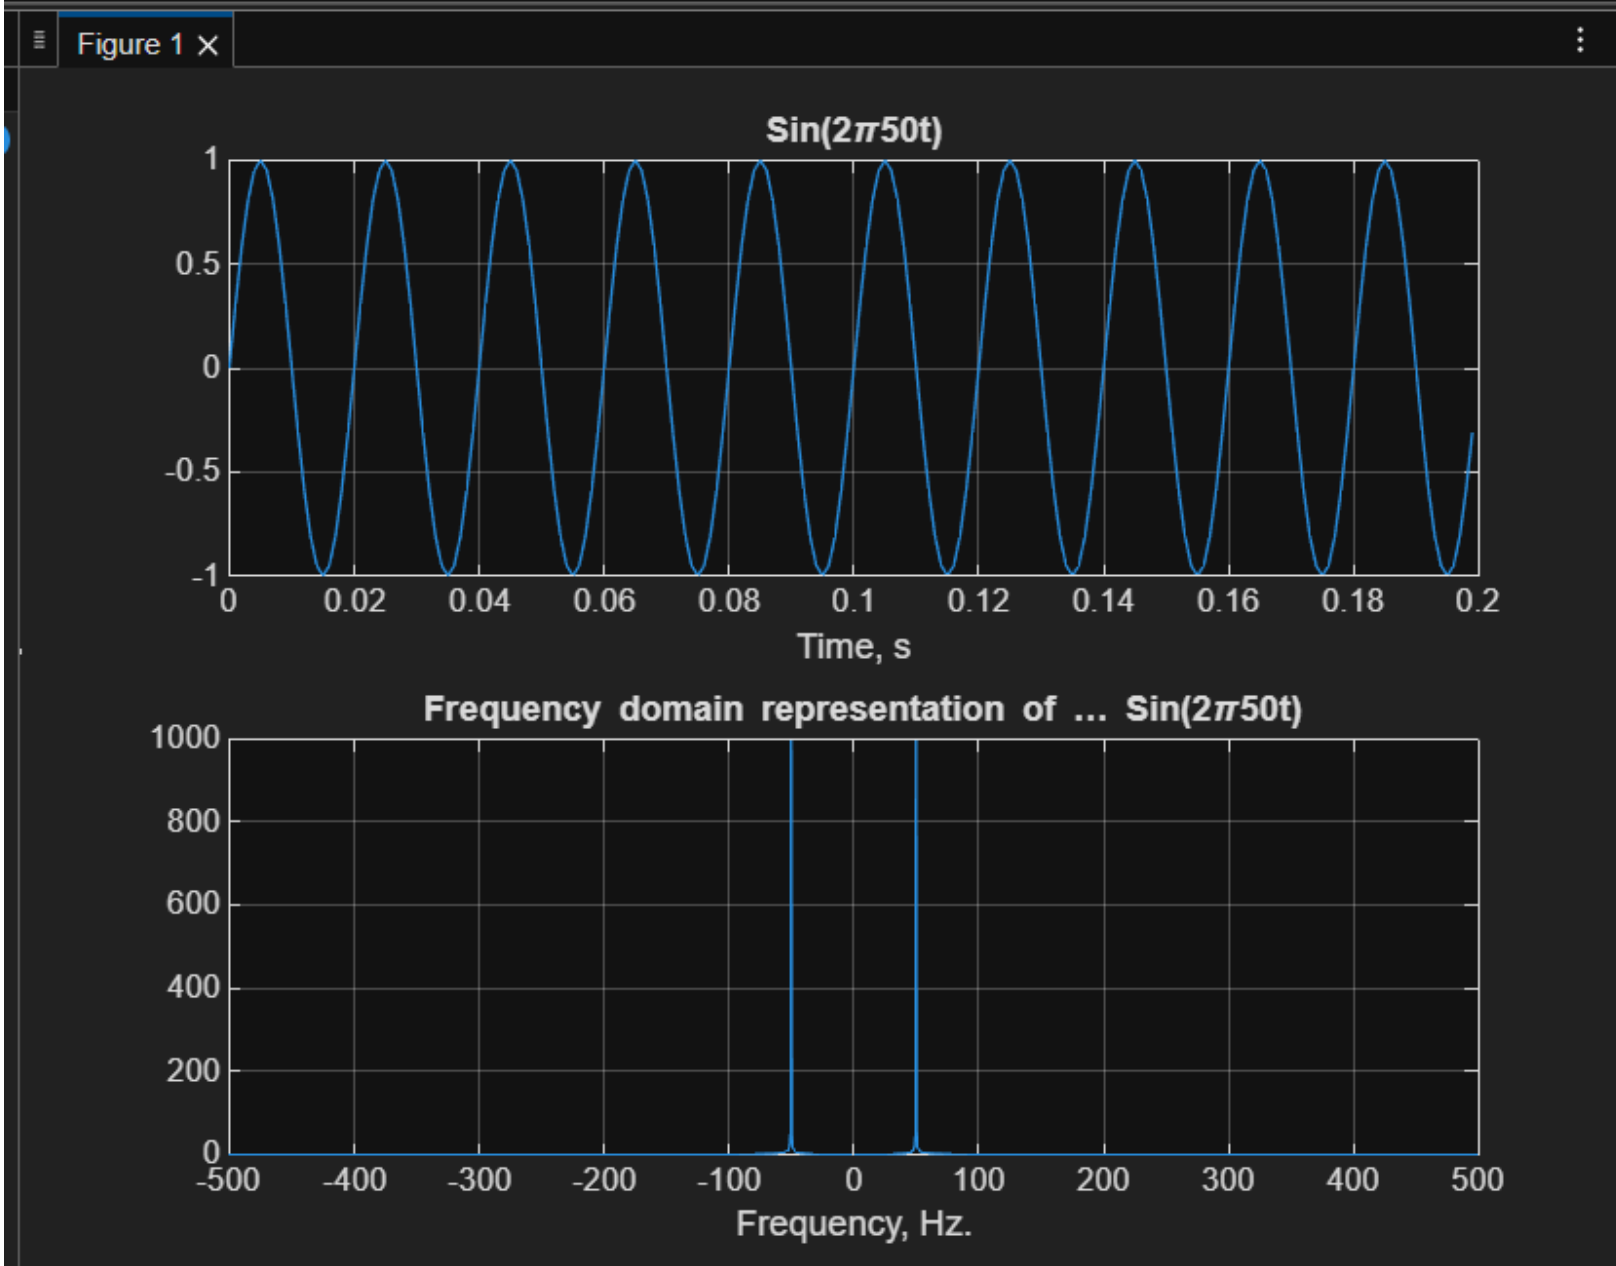 Figure 1
Sin(2π50t)
1
0.5
0
-0.5
-1
0 0.02 0.04 0.06 0.08 0.1 0.12 0.14 0.16 0.18 0.2
Time, s
Frequency domain representation of ... Sin(2π50t)
1000
800
600
400
200
0
-500 -400 -300 -200 -100 0 100 200 300 400 500
Frequency, Hz.